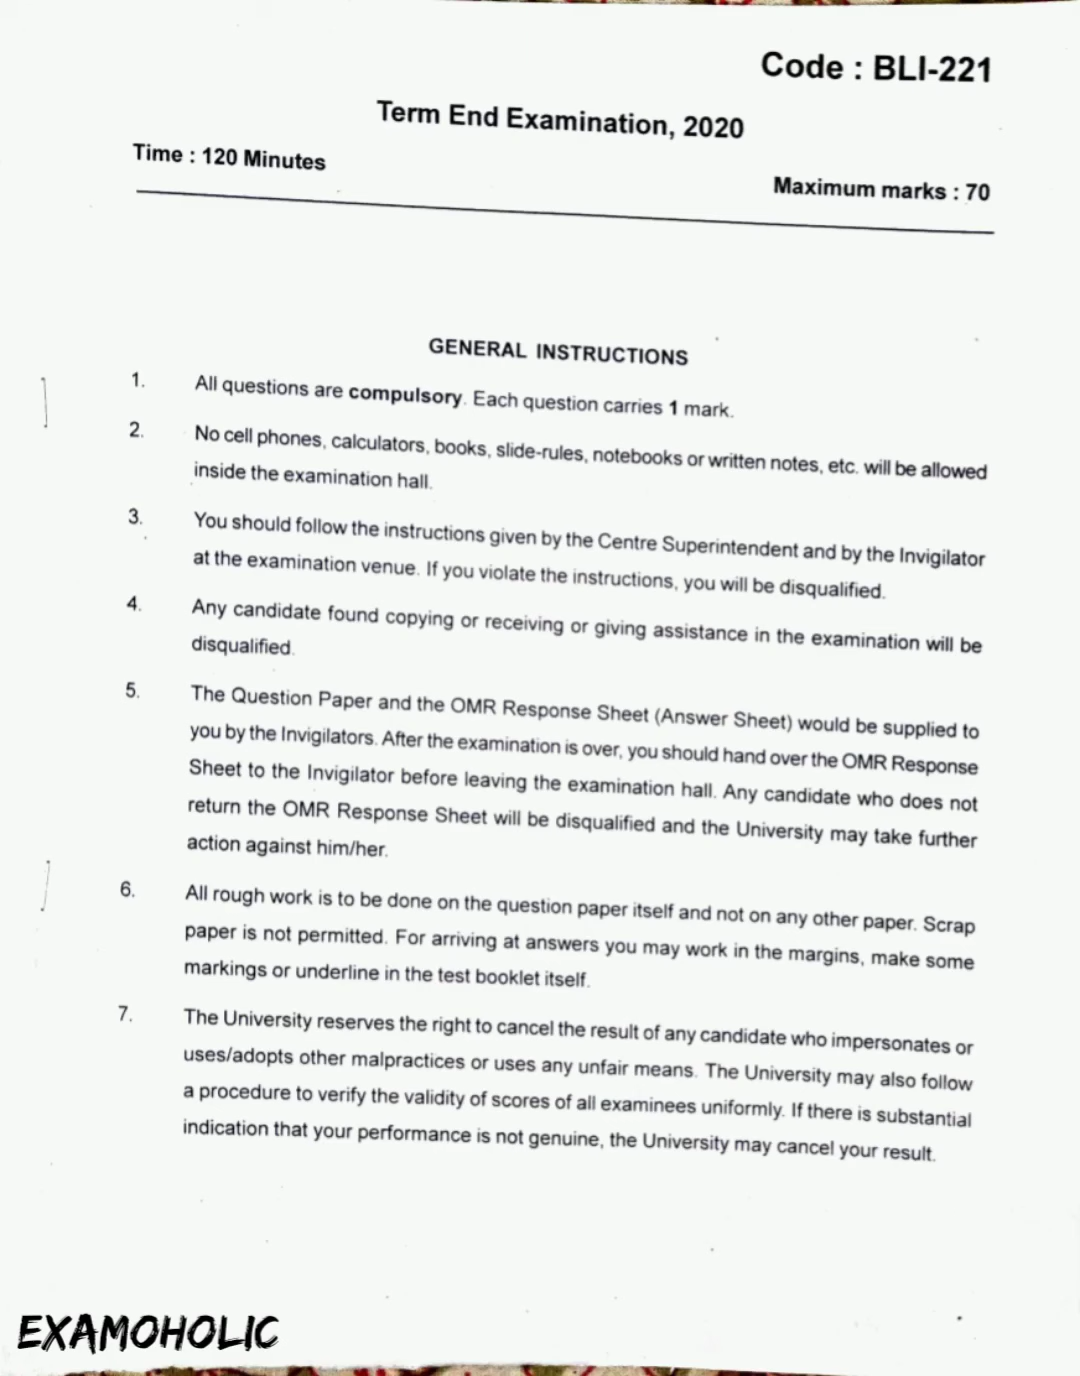 Code : BLI-221
Term End Examination, 2020
Time : 120 Minutes
Maximum marks : 70
GENERAL INSTRUCTIONS
1. All questions are compulsory. Each question carries 1 mark.
2. No cell phones, calculators, books, slide-rules, notebooks or written notes, etc. will be allowed
inside the examination hall.
3. You should follow the instructions given by the Centre Superintendent and by the Invigilator
at the examination venue. If you violate the instructions, you will be disqualified.
4. Any candidate found copying or receiving or giving assistance in the examination will be
disqualified.
5. The Question Paper and the OMR Response Sheet (Answer Sheet) would be supplied to
you by the Invigilators. After the examination is over, you should hand over the OMR Response
Sheet to the Invigilator before leaving the examination hall. Any candidate who does not
return the OMR Response Sheet will be disqualified and the University may take further
action against him/her.
6. All rough work is to be done on the question paper itself and not on any other paper. Scrap
paper is not permitted. For arriving at answers you may work in the margins, make some
markings or underline in the test booklet itself.
7. The University reserves the right to cancel the result of any candidate who impersonates or
uses/adopts other malpractices or uses any unfair means. The University may also follow
a procedure to verify the validity of scores of all examinees uniformly. If there is substantial
indication that your performance is not genuine, the University may cancel your result.
EXAMOHOLIC